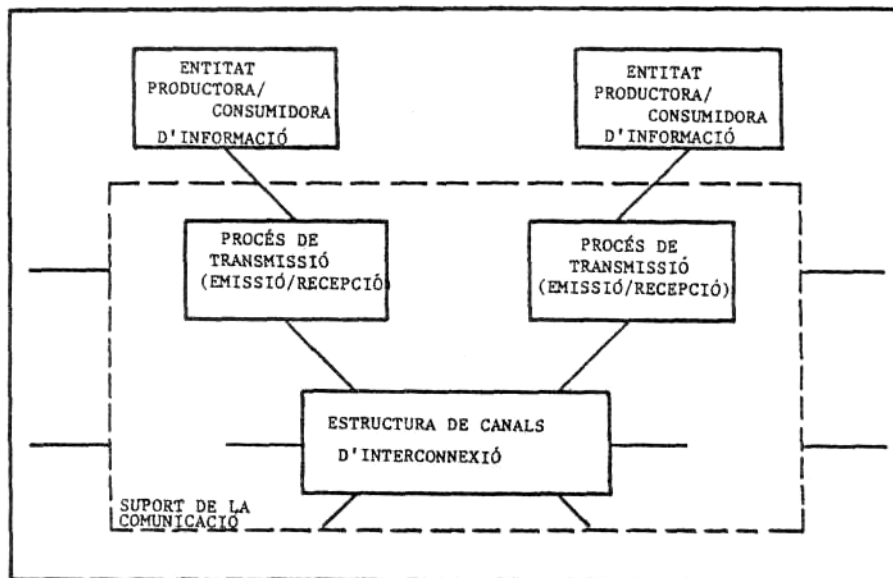 ENTITAT
PRODUCTORA/
CONSUMIDORA
D'INFORMACIÓ
ENTITAT
PRODUCTORA/
CONSUMIDORA
D'INFORMACIÓ
PROCÉS DE
TRANSMISSIÓ
(EMISSIÓ/RECEPCIÓ)
PROCÉS DE
TRANSMISSIÓ
(EMISSIÓ/RECEPCIÓ)
ESTRUCTURA DE CANALS
D'INTERCONNEXIÓ
SUPORT DE LA
COMUNICACIÓ